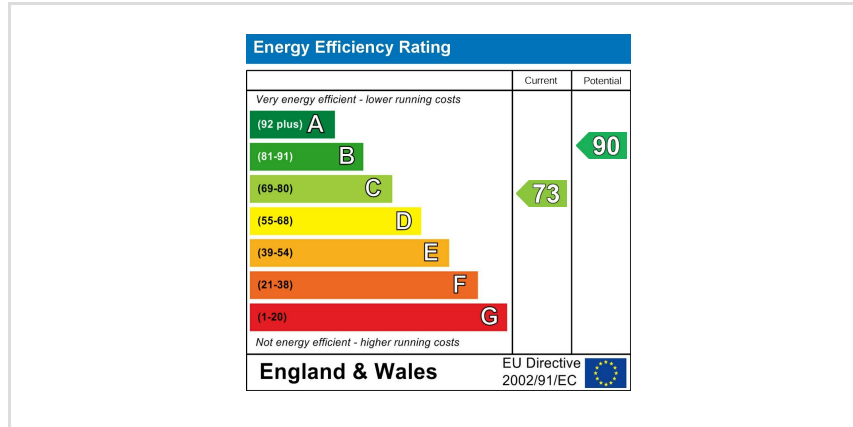 Energy Efficiency Rating
Current Potential
Very energy efficient - lower running costs
(92 plus) A
(81-91) B
90
(69-80) C
73
(55-68) D
(39-54) E
(21-38) F
(1-20) G
Not energy efficient - higher running costs
England & Wales
EU Directive
2002/91/EC